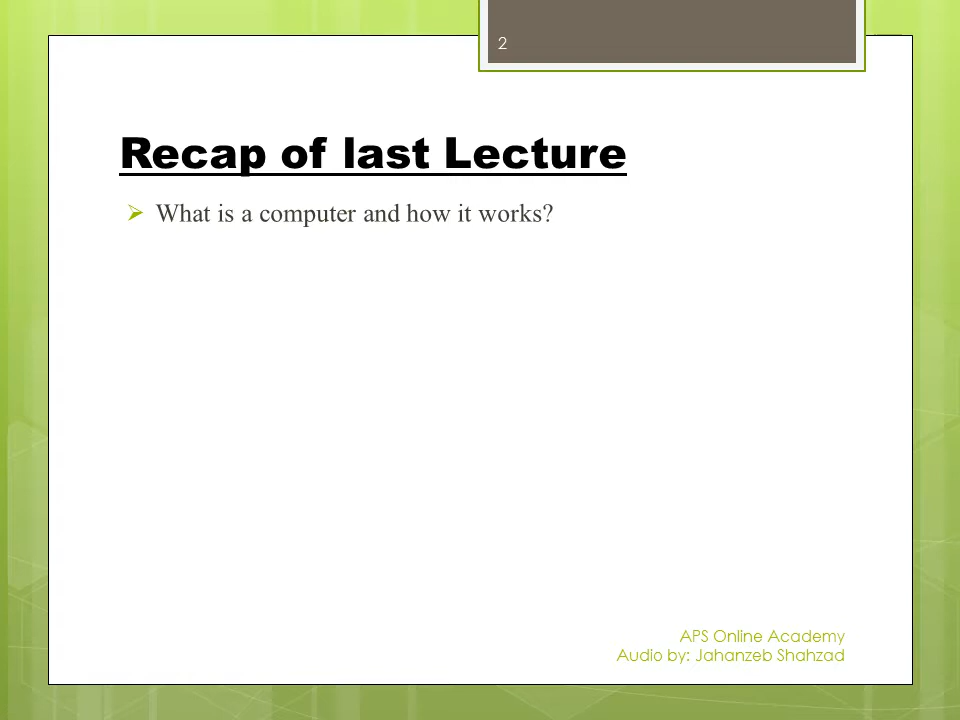 2
Recap of last Lecture
What is a computer and how it works?
APS Online Academy
Audio by: Jahanzeb Shahzad